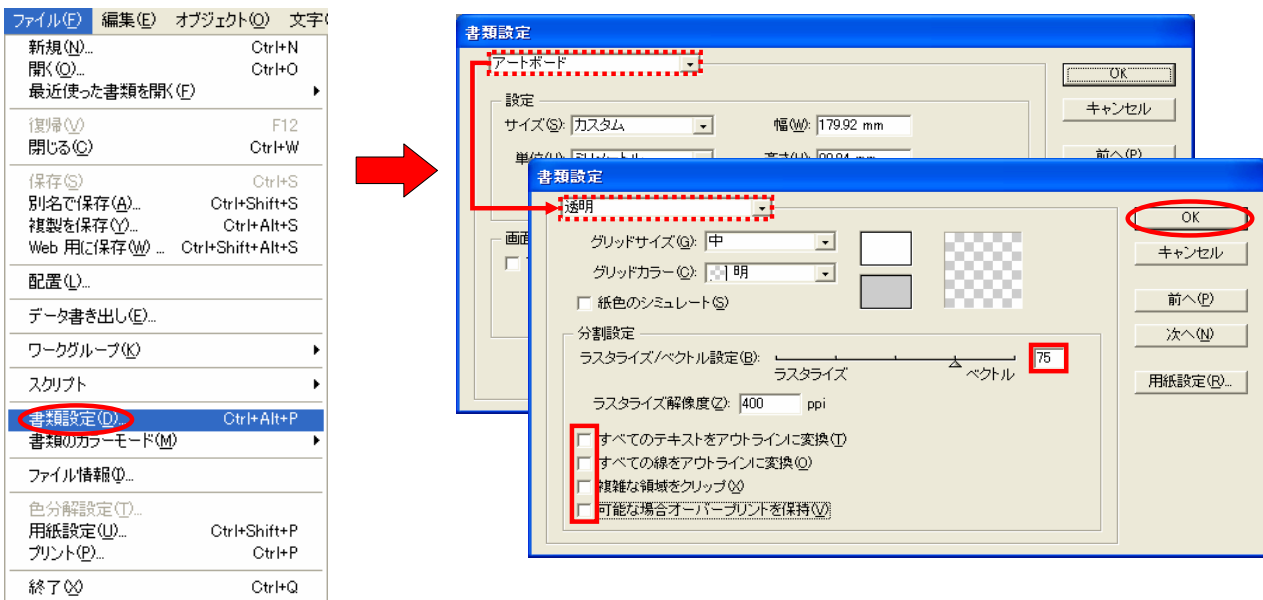 ファイル(F) 編集(E) オブジェクト(O) 文字(
新規(N)... Ctrl+N
開く(O)... Ctrl+O
最近使った書類を開く(F)
復帰(V) F12
閉じる(C) Ctrl+W
保存(S) Ctrl+S
別名で保存(A)... Ctrl+Shift+S
複製を保存(Y)... Ctrl+Alt+S
Web 用に保存(W) ... Ctrl+Shift+Alt+S
配置(L)...
データ書き出し(E)...
ワークグループ(K)
スクリプト
書類設定(D)... Ctrl+Alt+P
書類のカラーモード(M)
ファイル情報(I)...
色分解設定(T)...
用紙設定(U)... Ctrl+Shift+P
プリント(P)... Ctrl+P
終了(X) Ctrl+Q
書類設定
アートボード
OK
設定
キャンセル
サイズ(S): カスタム 幅(W): 179.92 mm
前へ(P)
画面
書類設定
透明
OK
グリッドサイズ(G): 中
キャンセル
グリッドカラー(C): 明
紙色のシミュレート(S)
前へ(P)
次へ(N)
分割設定
ラスタライズ/ベクトル設定(B): 75
ラスタライズ ベクトル
用紙設定(R)...
ラスタライズ解像度(Z): 400 ppi
すべてのテキストをアウトラインに変換(T)
すべての線をアウトラインに変換(O)
複雑な領域をクリップ(X)
可能な場合オーバープリントを保持(V)